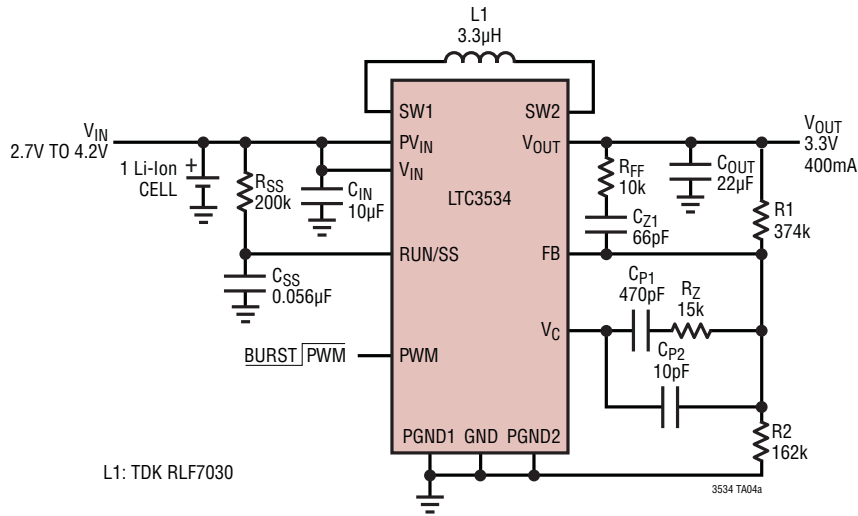 L1
3.3µH
SW1
SW2
VIN
2.7V TO 4.2V
PVIN
VOUT
VOUT
3.3V
400mA
1 Li-Ion
CELL
+
RSS
200k
VIN
CIN
10µF
LTC3534
RFF
10k
COUT
22µF
CZ1
66pF
R1
374k
RUN/SS
FB
CSS
0.056µF
CP1
470pF
RZ
15k
VC
CP2
10pF
BURST PWM
PWM
PGND1 GND PGND2
R2
162k
L1: TDK RLF7030
3534 TA04a